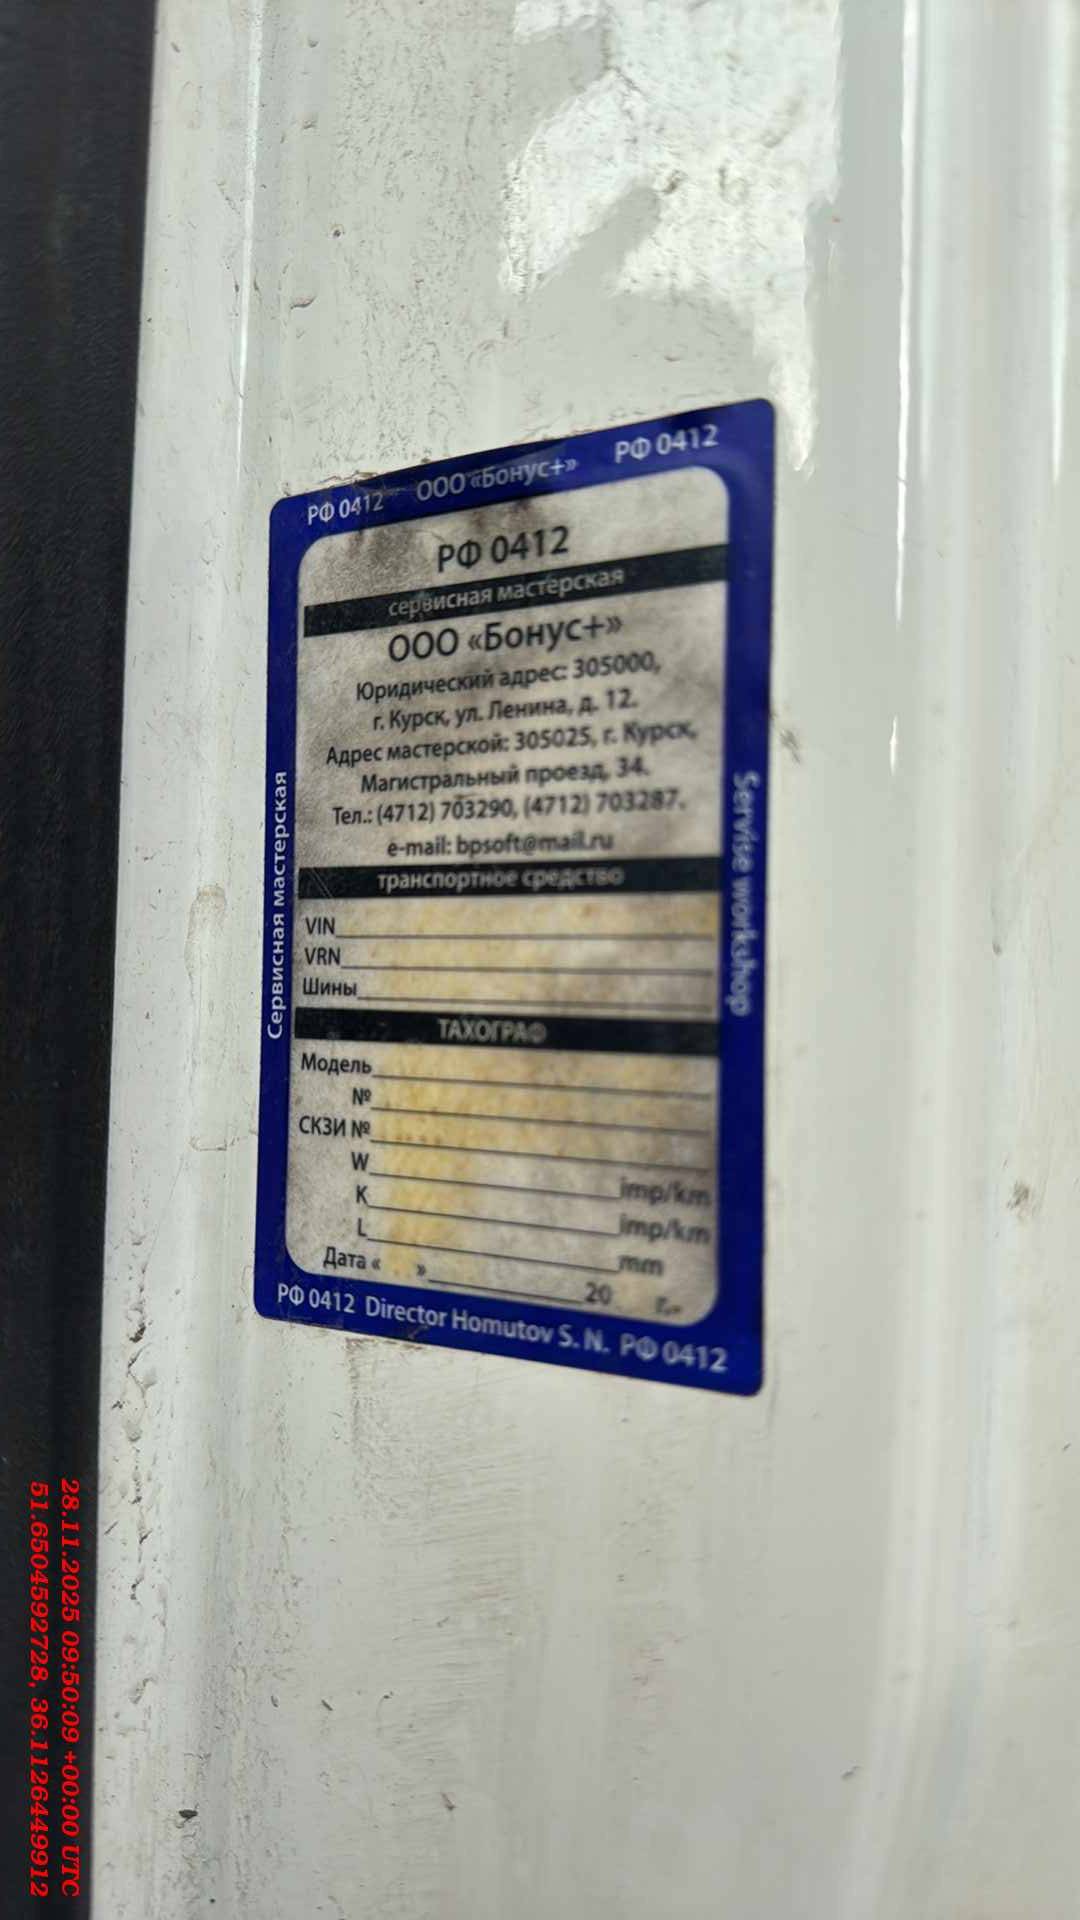 РФ 0412 ООО «Бонус+» РФ 0412
РФ 0412
сервисная мастерская
ООО «Бонус+»
Юридический адрес: 305000,
г. Курск, ул. Ленина, д. 12.
Адрес мастерской: 305025, г. Курск,
Магистральный проезд, 34.
Тел.: (4712) 703290, (4712) 703287,
e-mail: bpsoft@mail.ru
транспортное средство
VIN
VRN
Шины
ТАХОГРАФ
Модель
№
СКЗИ №
W imp/km
K imp/km
L mm
Дата « » 20 г.
РФ 0412 Director Homutov S. N. РФ 0412
Сервисная мастерская
Servise workshop
28.11.2025 09:50:09 +00:00 UTC
51.6504592728, 36.1126449912